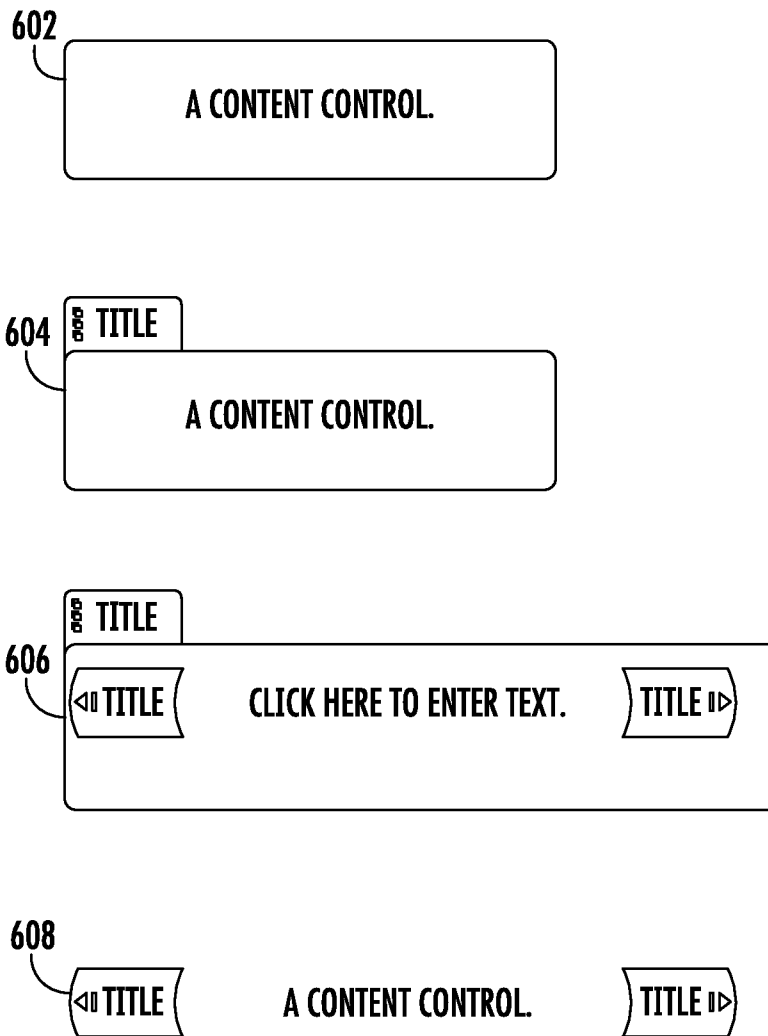 602
A CONTENT CONTROL.
TITLE
604
A CONTENT CONTROL.
TITLE
606
TITLE CLICK HERE TO ENTER TEXT. TITLE
608
TITLE A CONTENT CONTROL. TITLE